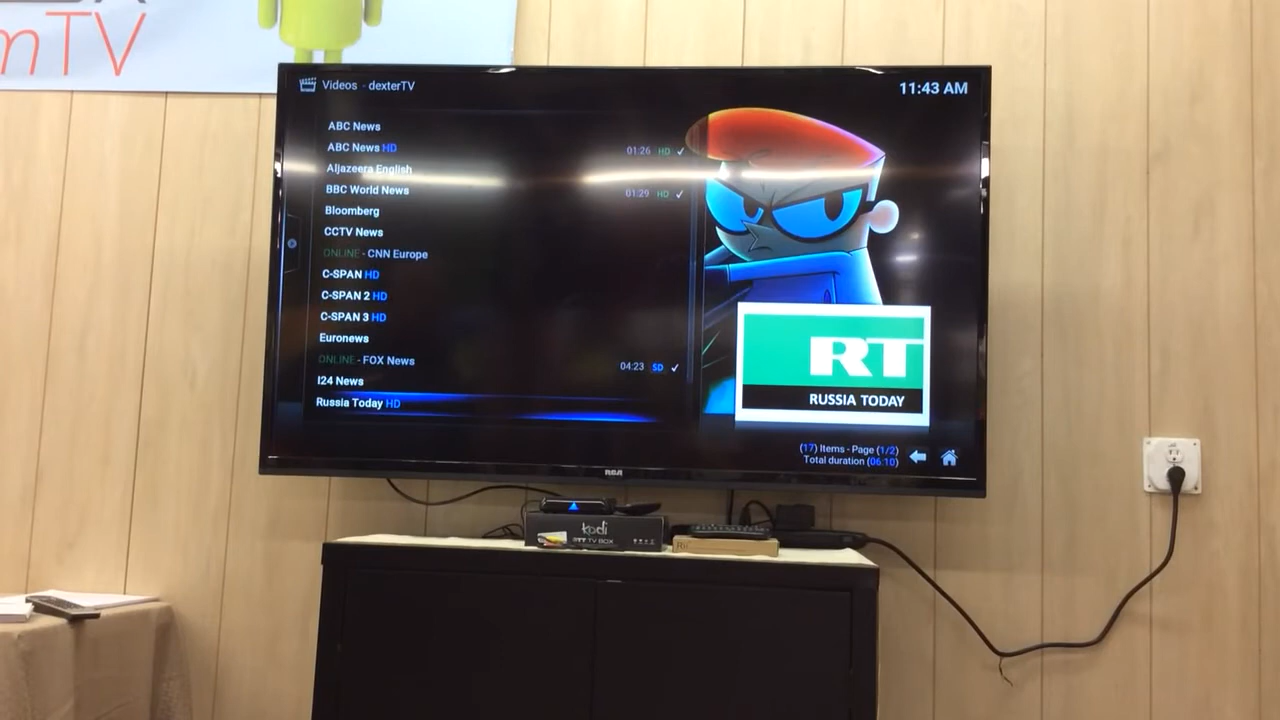 mTV
Videos - dexterTV
11:43 AM
ABC News
ABC News HD 01:26 HD
Aljazeera English
BBC World News 01:29 HD
Bloomberg
CCTV News
ONLINE - CNN Europe
C-SPAN HD
C-SPAN 2 HD
C-SPAN 3 HD
Euronews
ONLINE - FOX News 04:23 SD
I24 News
Russia Today HD
RT
RUSSIA TODAY
(17) Items - Page (1/2)
Total duration (06:10)
RCA
kodi
TV BOX